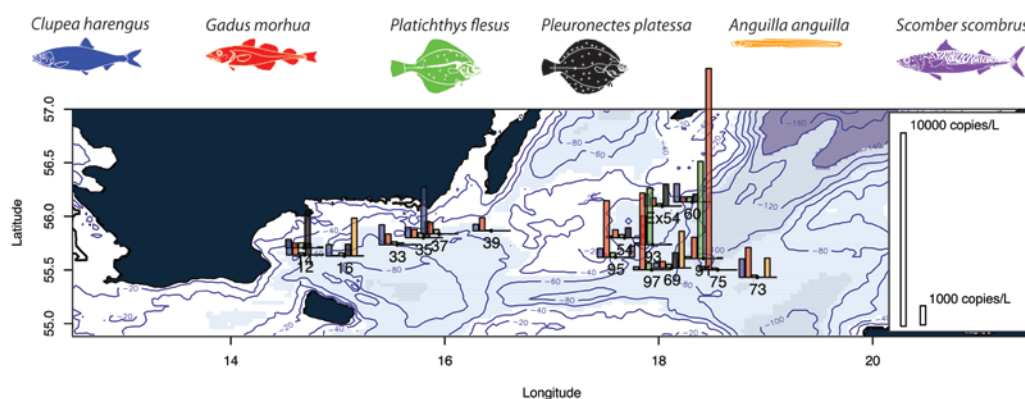 Clupea harengus Gadus morhua Platichthys flesus Pleuronectes platessa Anguilla anguilla Scomber scombrus
57.0
56.5
56.0
55.5
55.0
Latitude
10000 copies/L
1000 copies/L
12 16 33 35 37 39
54 Ex54 60
95 93
97 69 91 75 73
-20 -40 -60 -80 -100 -140 -160
14 16 18 20
Longitude